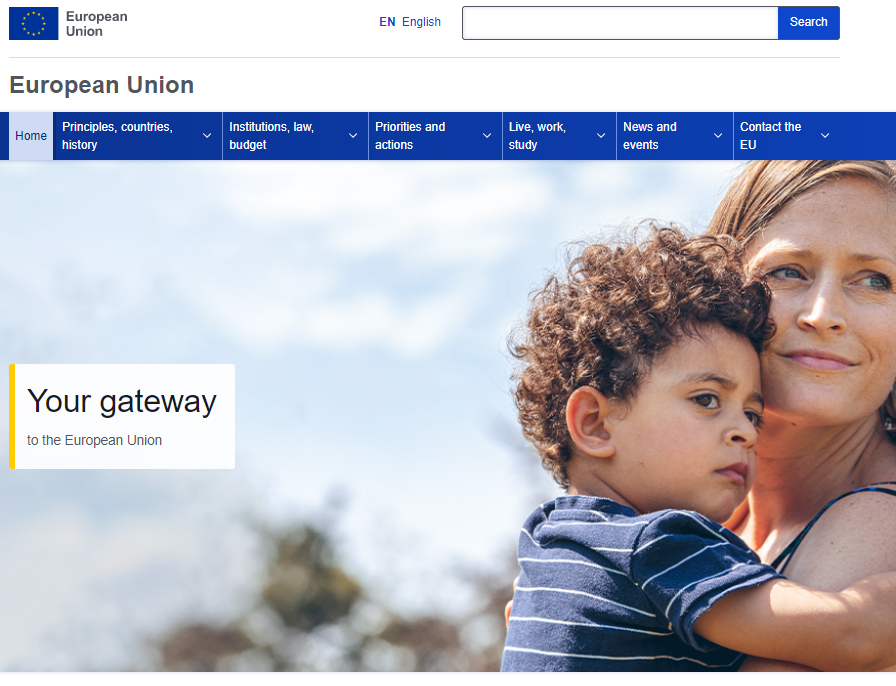 European
Union
EN English
Search
European Union
Home
Principles, countries,
history
Institutions, law,
budget
Priorities and
actions
Live, work,
study
News and
events
Contact the
EU
Your gateway
to the European Union